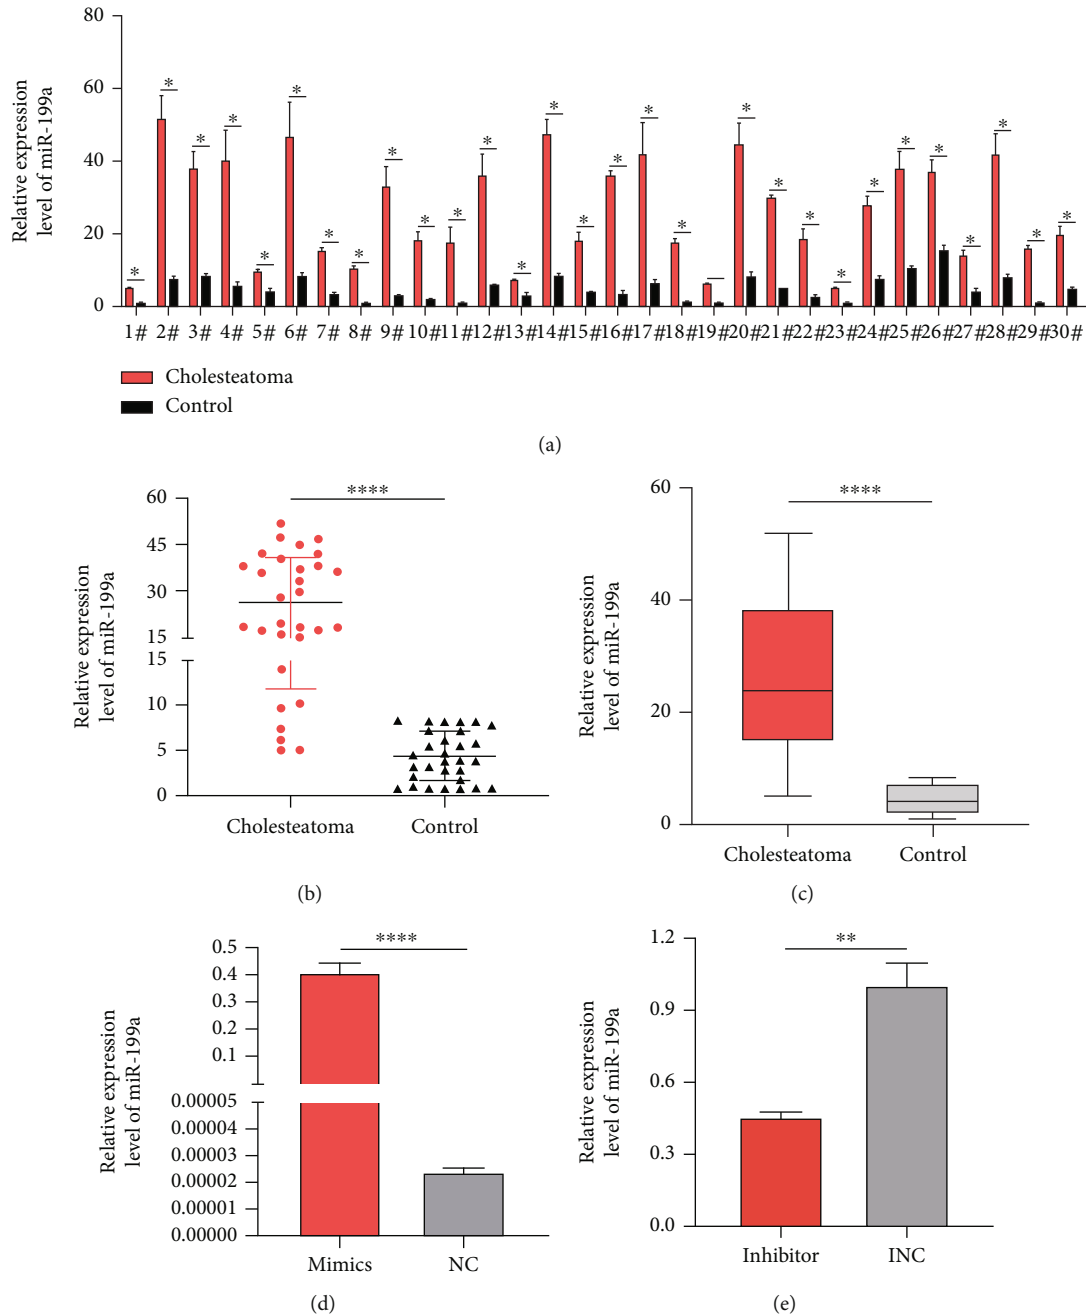 80
60
40
20
0
Relative expression
level of miR-199a
* * * * * * * * * * * * * * * * * * * * * * * * * * * * *
1# 2# 3# 4# 5# 6# 7# 8# 9# 10# 11# 12# 13# 14# 15# 16# 17# 18# 19# 20# 21# 22# 23# 24# 25# 26# 27# 28# 29# 30#
Cholesteatoma
Control
(a)
60
45
30
15
15
10
5
0
Relative expression
level of miR-199a
****
Cholesteatoma Control
(b)
60
40
20
0
Relative expression
level of miR-199a
****
Cholesteatoma Control
(c)
0.5
0.4
0.3
0.2
0.1
0.00005
0.00004
0.00003
0.00002
0.00001
0.00000
Relative expression
level of miR-199a
****
Mimics NC
(d)
1.2
0.9
0.6
0.3
0.0
Relative expression
level of miR-199a
**
Inhibitor INC
(e)